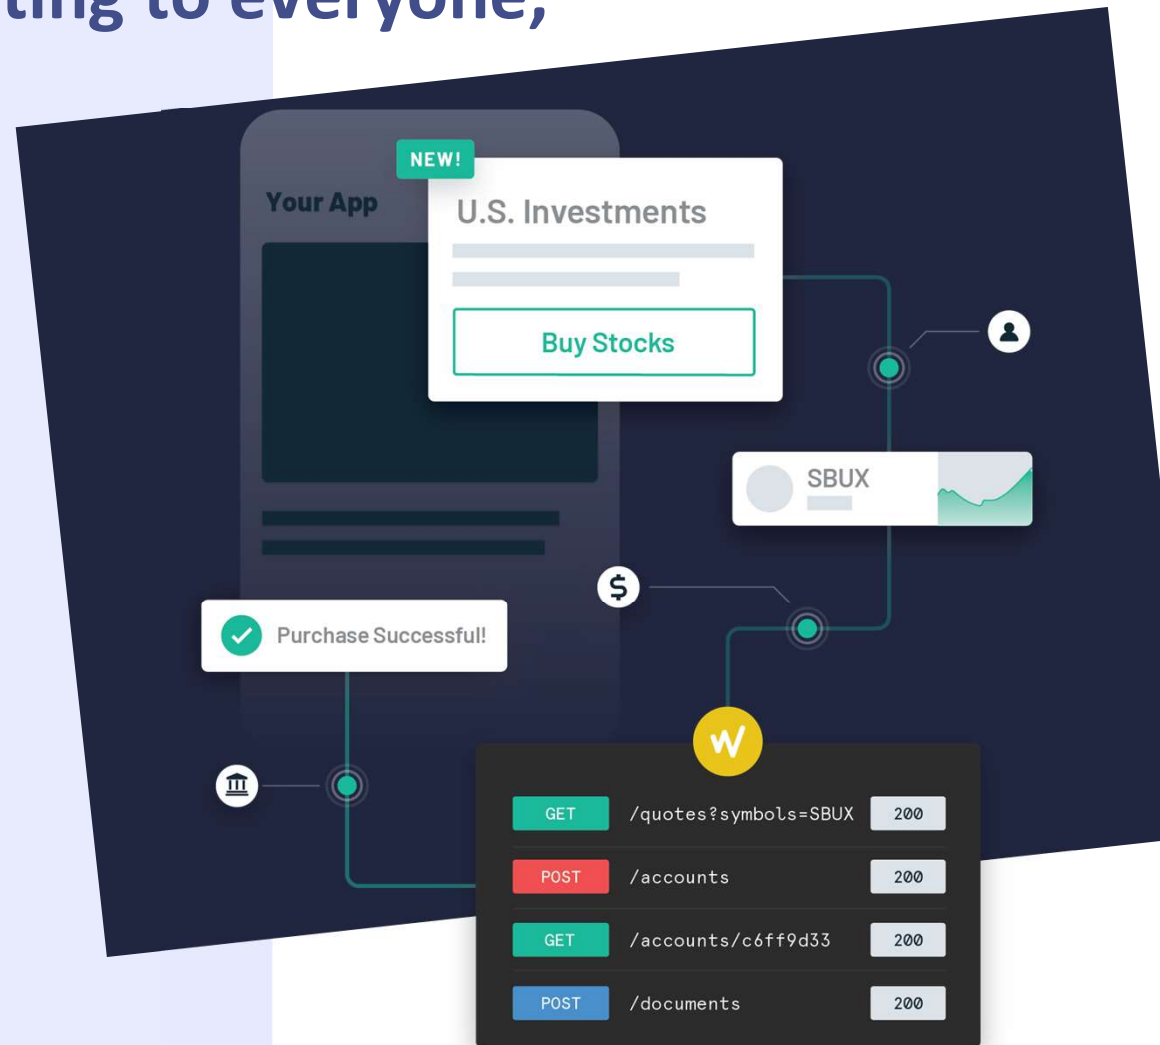 ting to everyone,
NEW!
Your App
U.S. Investments
Buy Stocks
SBUX
$
Purchase Successful!
W
GET /quotes?symbols=SBUX 200
POST /accounts 200
GET /accounts/c6ff9d33 200
POST /documents 200